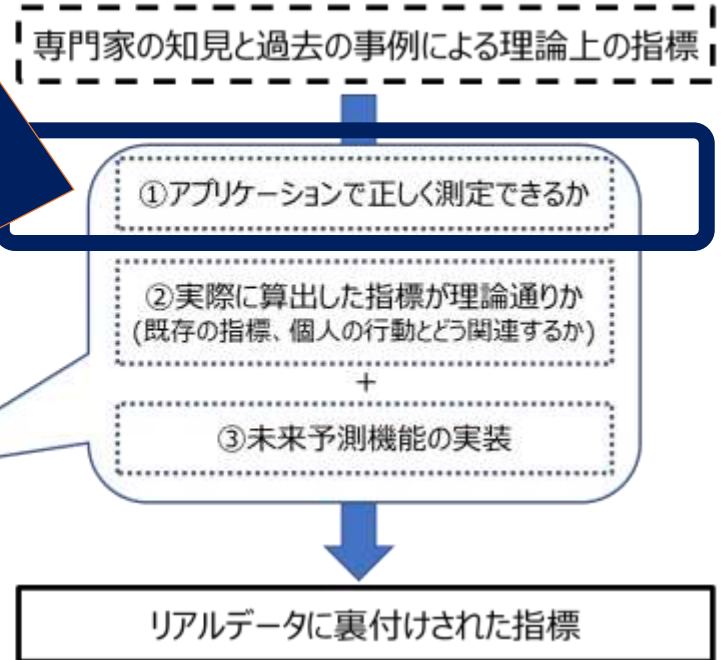 専門家の知見と過去の事例による理論上の指標
①アプリケーションで正しく測定できるか
②実際に算出した指標が理論通りか
(既存の指標、個人の行動とどう関連するか)
+
③未来予測機能の実装
リアルデータに裏付けされた指標